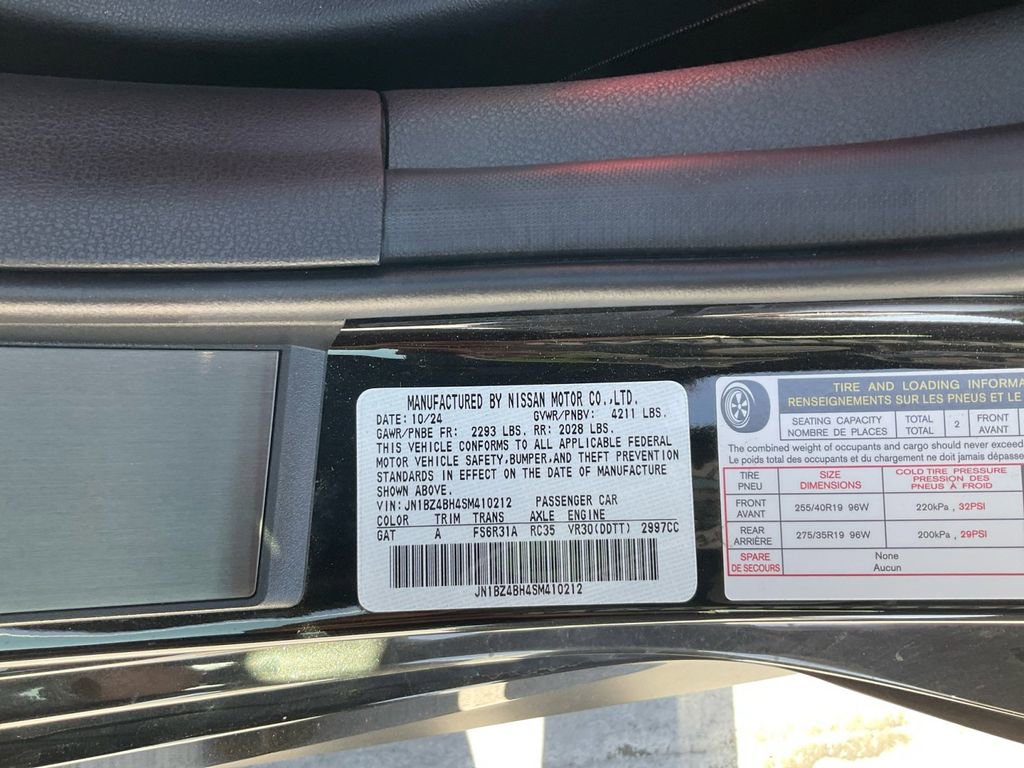 MANUFACTURED BY NISSAN MOTOR CO.,LTD.
DATE: 10/24 GVWR/PNBV: 4211 LBS.
GAWR/PNBE FR: 2293 LBS. RR: 2028 LBS.
THIS VEHICLE CONFORMS TO ALL APPLICABLE FEDERAL
MOTOR VEHICLE SAFETY,BUMPER,AND THEFT PREVENTION
STANDARDS IN EFFECT ON THE DATE OF MANUFACTURE
SHOWN ABOVE.
VIN: JN1BZ4BH4SM410212 PASSENGER CAR
COLOR TRIM TRANS AXLE ENGINE
GAT A FS6R31A RC35 VR30(DDTT) 2997CC
JN1BZ4BH4SM410212
TIRE AND LOADING
RENSEIGNEMENTS SUR LES PNEUS ET LE
SEATING CAPACITY TOTAL 2 FRONT
NOMBRE DE PLACES TOTAL AVANT
The combined weight of occupants and cargo should never exceed
Le poids total des occupants et du chargement ne doit jamais
TIRE SIZE COLD TIRE PRESSURE
PNEU DIMENSIONS PRESSION DES
PNEUS À FROID
FRONT 255/40R19 96W 220kPa , 32PSI
AVANT
REAR 275/35R19 96W 200kPa , 29PSI
ARRIÈRE
SPARE None
DE SECOURS Aucun